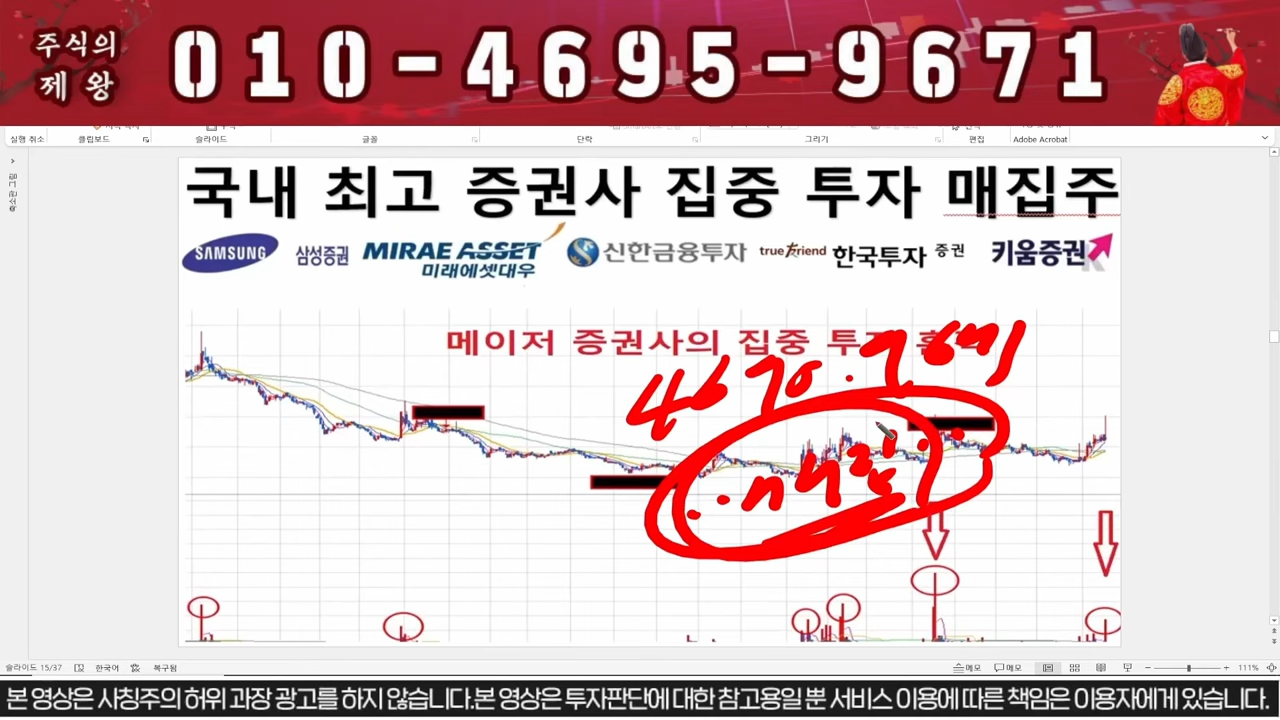 주식의
제왕
010-4695-9671
실행 취소 클립보드 슬라이드 글꼴 단락 그리기 편집 Adobe Acrobat
국내 최고 증권사 집중 투자 매집주
SAMSUNG 삼성증권 MIRAE ASSET 미래에셋대우 신한금융투자 true friend 한국투자 증권 키움증권
메이저 증권사의 집중 투
매집
슬라이드 15/37 한국어 복구됨 메모 메모 111%
본 영상은 사칭주의 허위 과장 광고를 하지 않습니다.본 영상은 투자판단에 대한 참고용일 뿐 서비스 이용에 따른 책임은 이용자에게 있습니다.